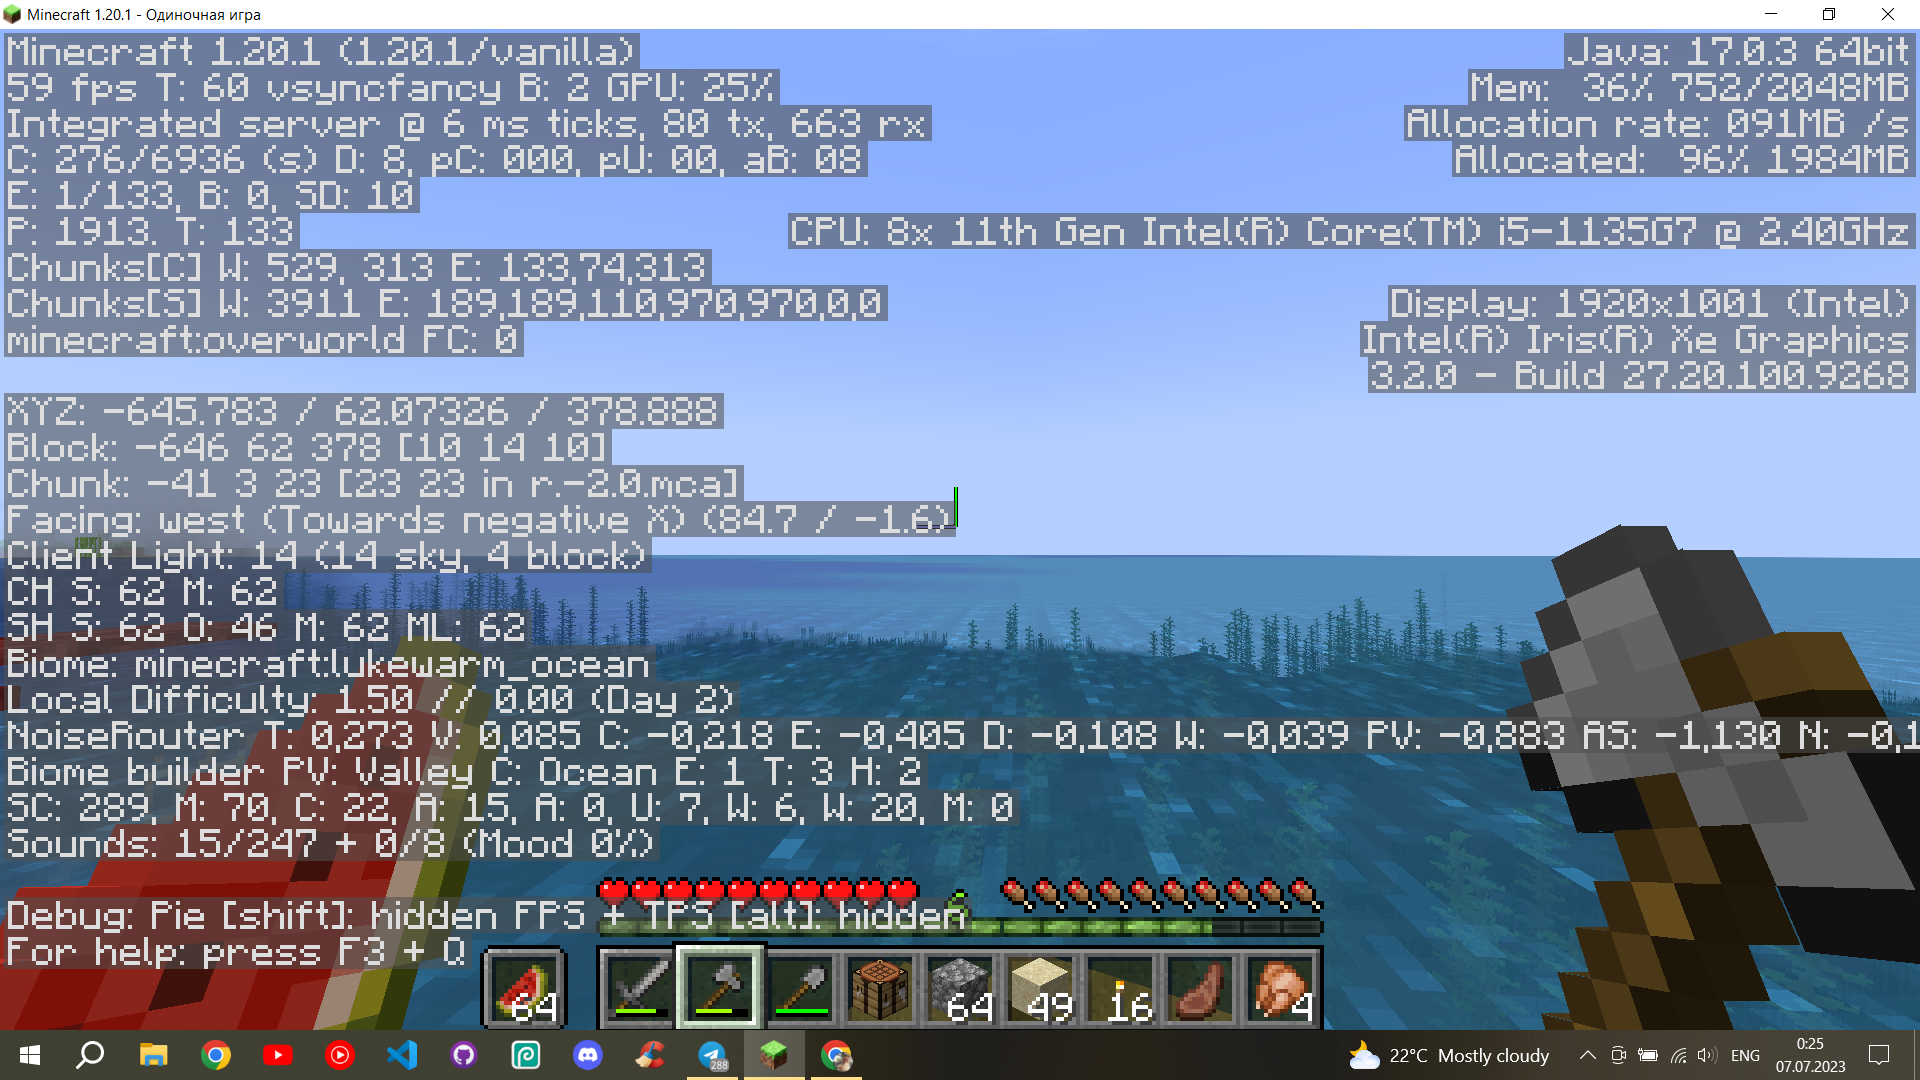 Minecraft 1.20.1 - Одиночная игра
Minecraft 1.20.1 (1.20.1/vanilla)
59 fps T: 60 vsyncfancy B: 2 GPU: 25%
Integrated server @ 6 ms ticks, 80 tx, 663 rx
C: 276/6936 (s) D: 8, pC: 000, pU: 00, aB: 08
E: 1/133, B: 0, SD: 10
P: 1913. T: 133
Chunks[C] W: 529, 313 E: 133,74,313
Chunks[S] W: 3911 E: 189,189,110,970,970,0,0
minecraft:overworld FC: 0
XYZ: -645.783 / 62.07326 / 378.888
Block: -646 62 378 [10 14 10]
Chunk: -41 3 23 [23 23 in r.-2.0.mca]
Facing: west (Towards negative X) (84.7 / -1.6)
Client Light: 14 (14 sky, 4 block)
CH S: 62 M: 62
SH S: 62 O: 46 M: 62 ML: 62
Biome: minecraft:lukewarm_ocean
Local Difficulty: 1.50 // 0.00 (Day 2)
NoiseRouter T: 0,273 V: 0,085 C: -0,218 E: -0,405 D: -0,108 W: -0,039 PV: -0,883 AS: -1,130 N: -0,1
Biome builder PV: Valley C: Ocean E: 1 T: 3 H: 2
SC: 289, M: 70, C: 22, A: 15, A: 0, U: 7, W: 6, W: 20, M: 0
Sounds: 15/247 + 0/8 (Mood 0%)
Debug: Pie [shift]: hidden FPS + TPS [alt]: hidden
For help: press F3 + Q
Java: 17.0.3 64bit
Mem: 36% 752/2048MB
Allocation rate: 091MB /s
Allocated: 96% 1984MB
CPU: 8x 11th Gen Intel(R) Core(TM) i5-1135G7 @ 2.40GHz
Display: 1920x1001 (Intel)
Intel(R) Iris(R) Xe Graphics
3.2.0 - Build 27.20.100.9268
64
64
49
16
4
288
22°C Mostly cloudy
ENG
0:25
07.07.2023